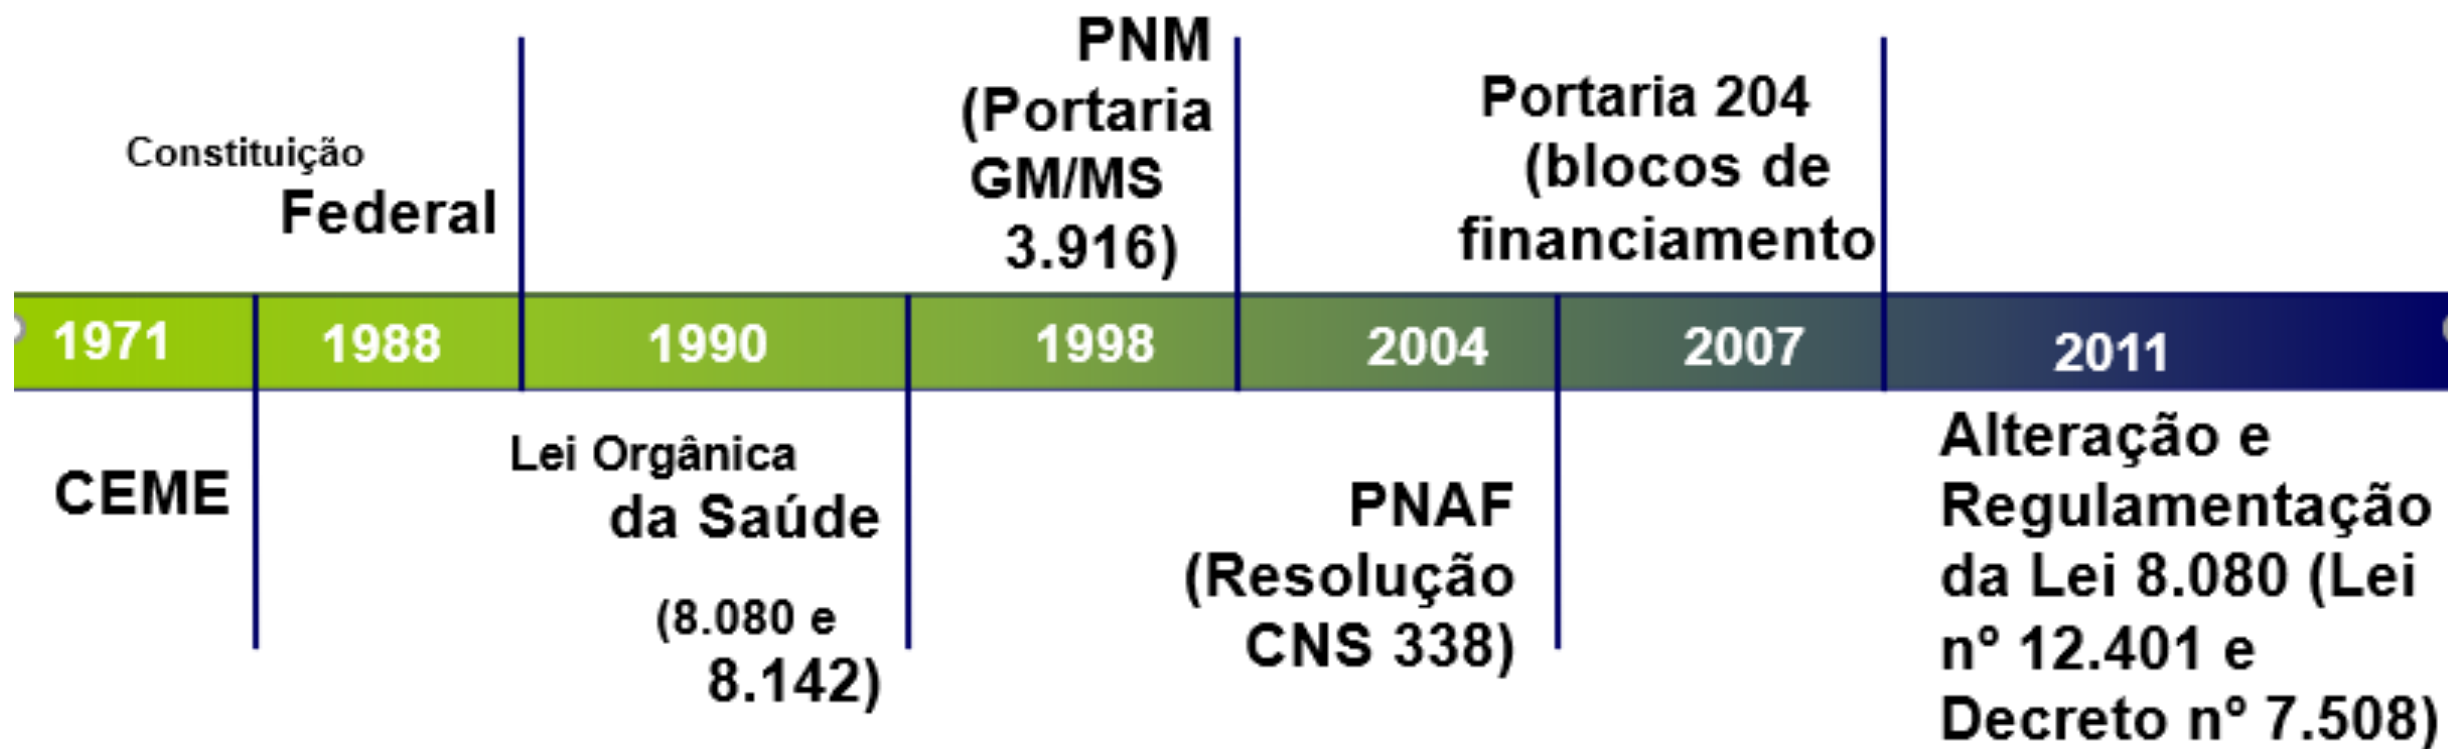 PNM
(Portaria
GM/MS
3.916)
Portaria 204
(blocos de
financiamento
Constituição
Federal
1971
1988
1990
1998
2004
2007
2011
CEME
Lei Orgânica
da Saúde
(8.080 e
8.142)
PNAF
(Resolução
CNS 338)
Alteração e
Regulamentação
da Lei 8.080 (Lei
nº 12.401 e
Decreto nº 7.508)